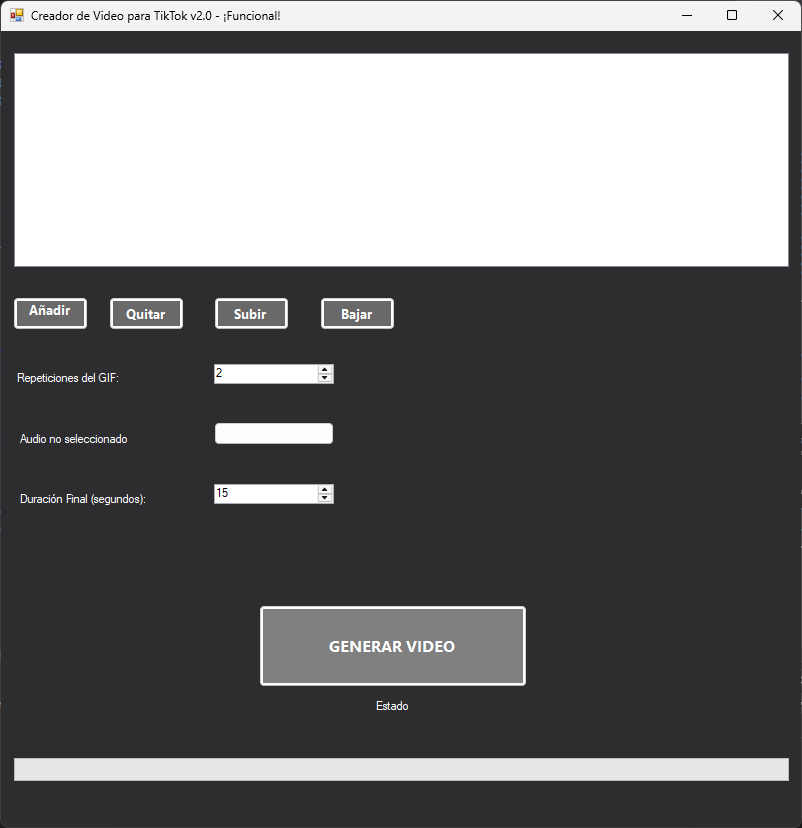 Creador de Video para TikTok v2.0 - ¡Funcional!
Añadir
Quitar
Subir
Bajar
Repeticiones del GIF:
2
Audio no seleccionado
Duración Final (segundos):
15
GENERAR VIDEO
Estado